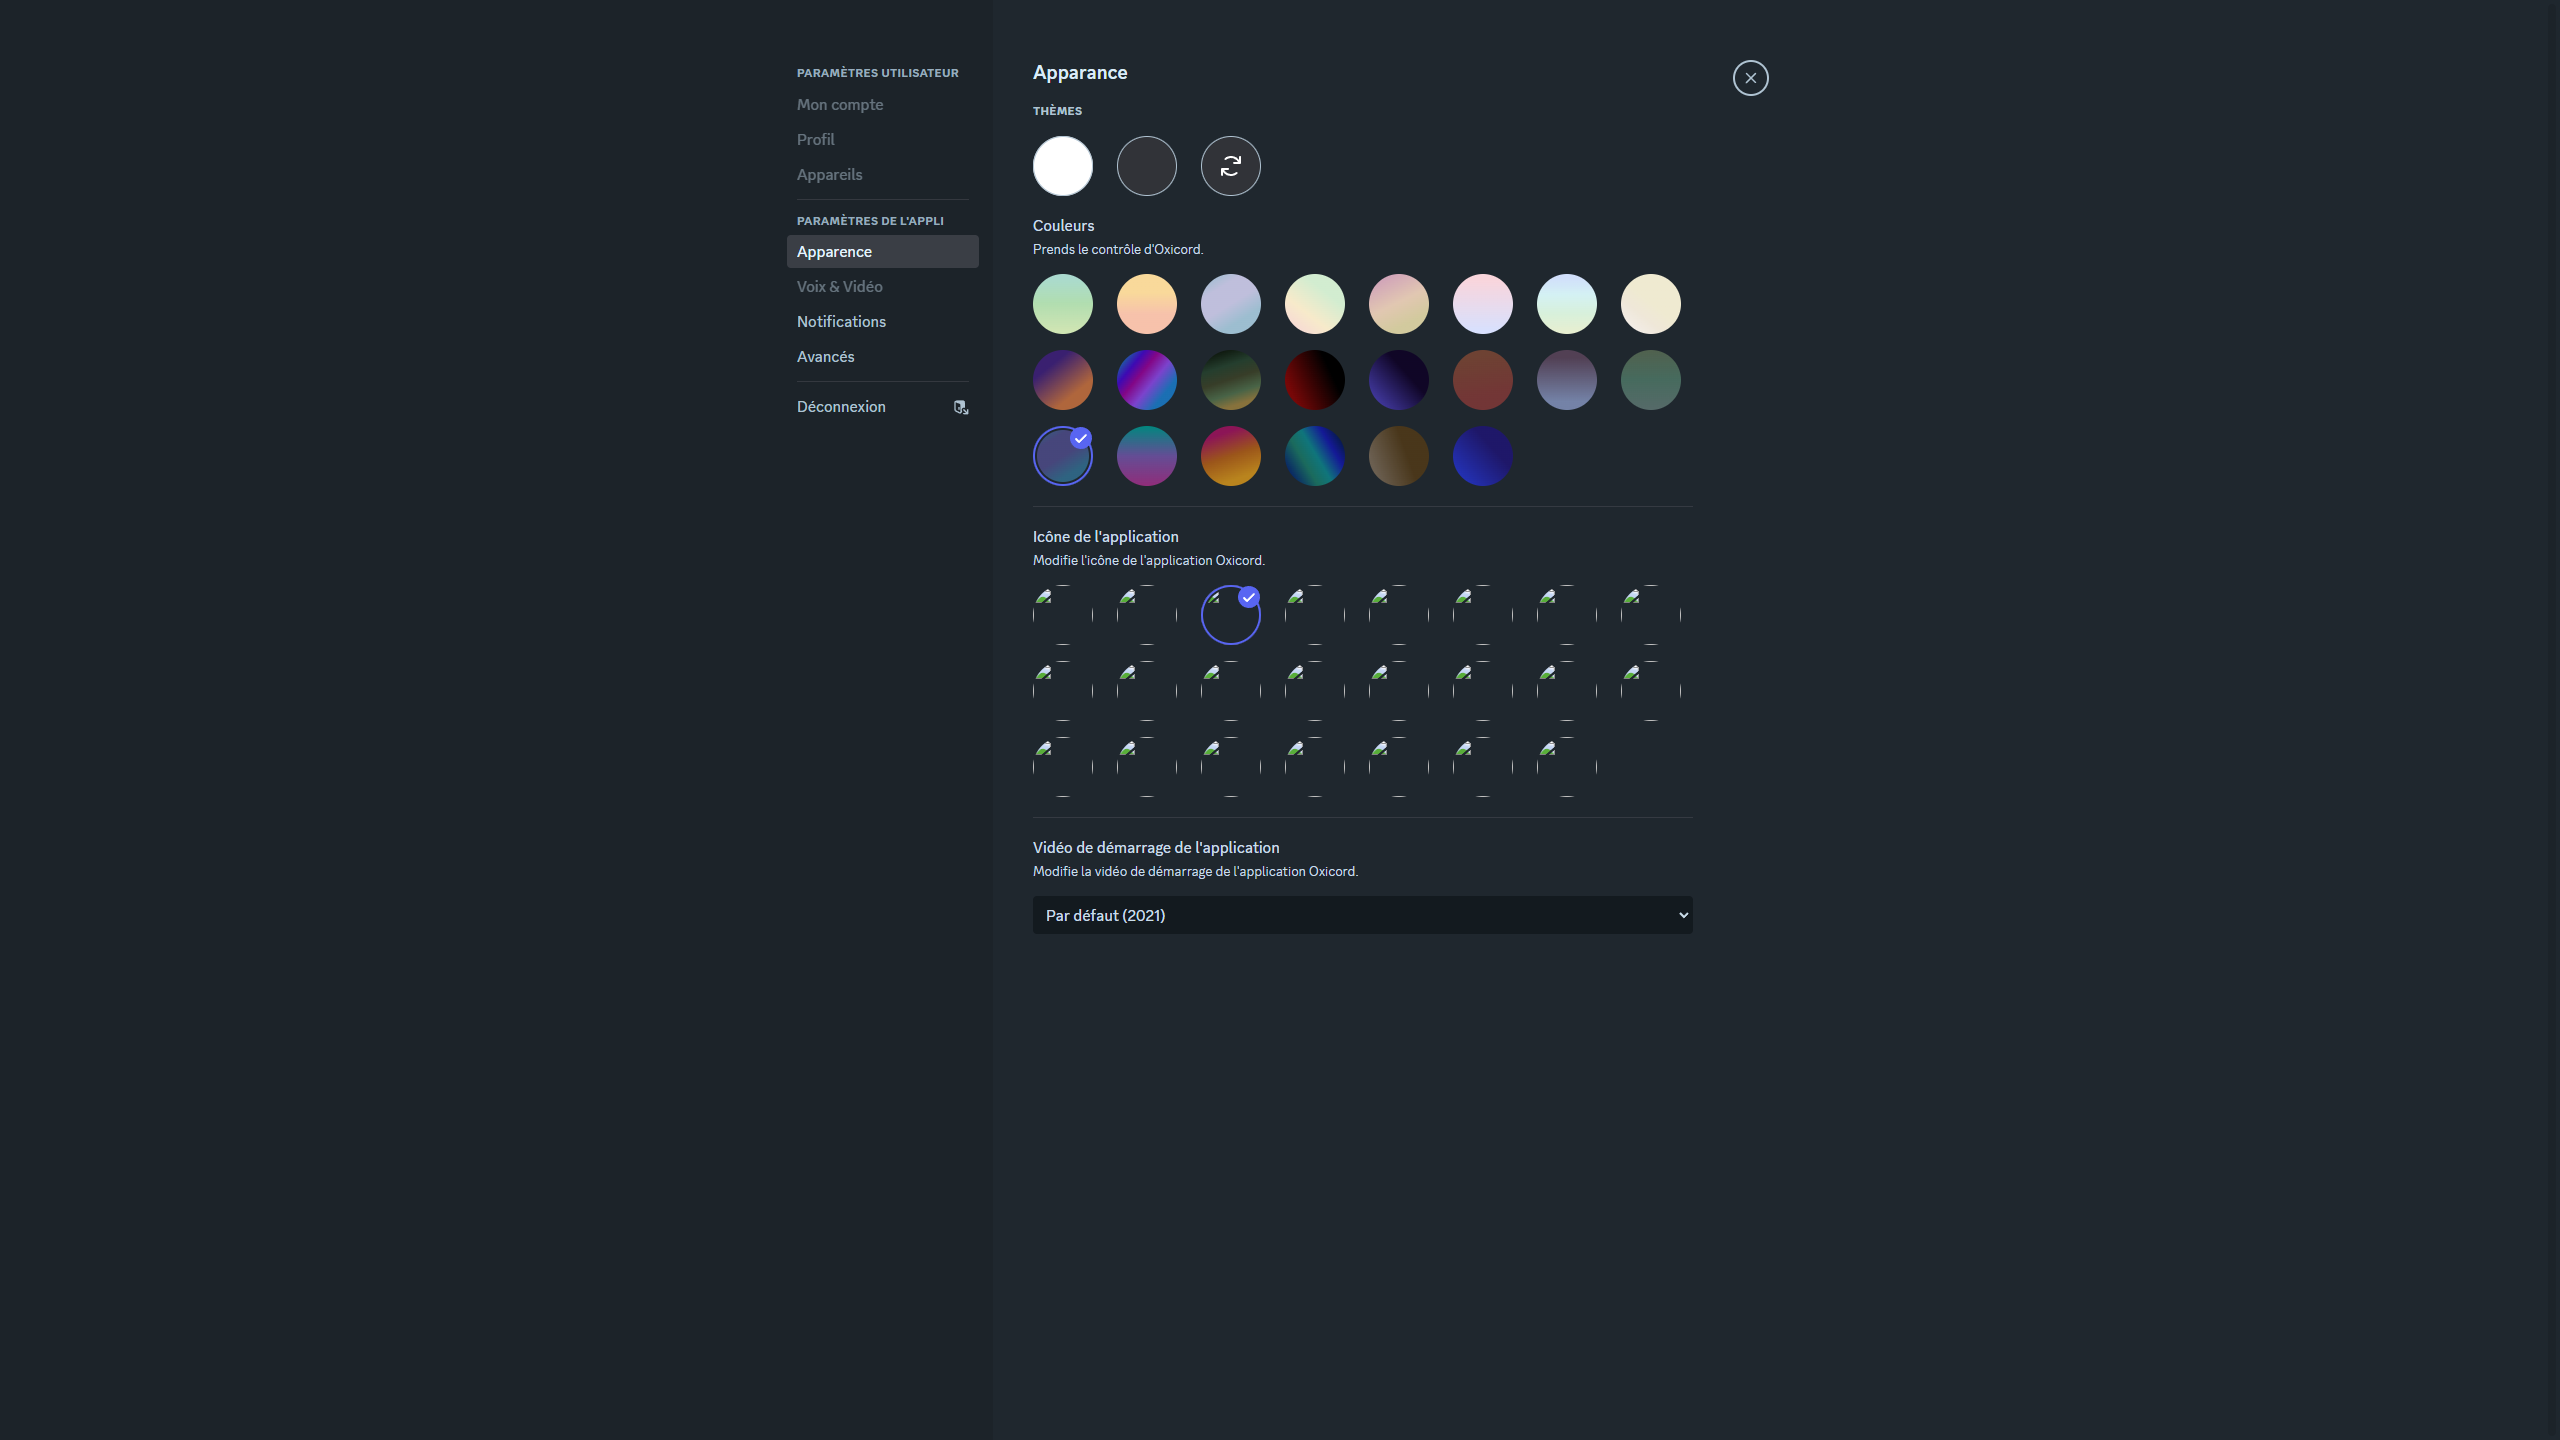 PARAMÈTRES UTILISATEUR
Mon compte
Profil
Appareils
PARAMÈTRES DE L'APPLI
Apparence
Voix & Vidéo
Notifications
Avancés
Déconnexion
Apparance
THÈMES
Couleurs
Prends le contrôle d'Oxicord.
Icône de l'application
Modifie l'icône de l'application Oxicord.
Vidéo de démarrage de l'application
Modifie la vidéo de démarrage de l'application Oxicord.
Par défaut (2021)